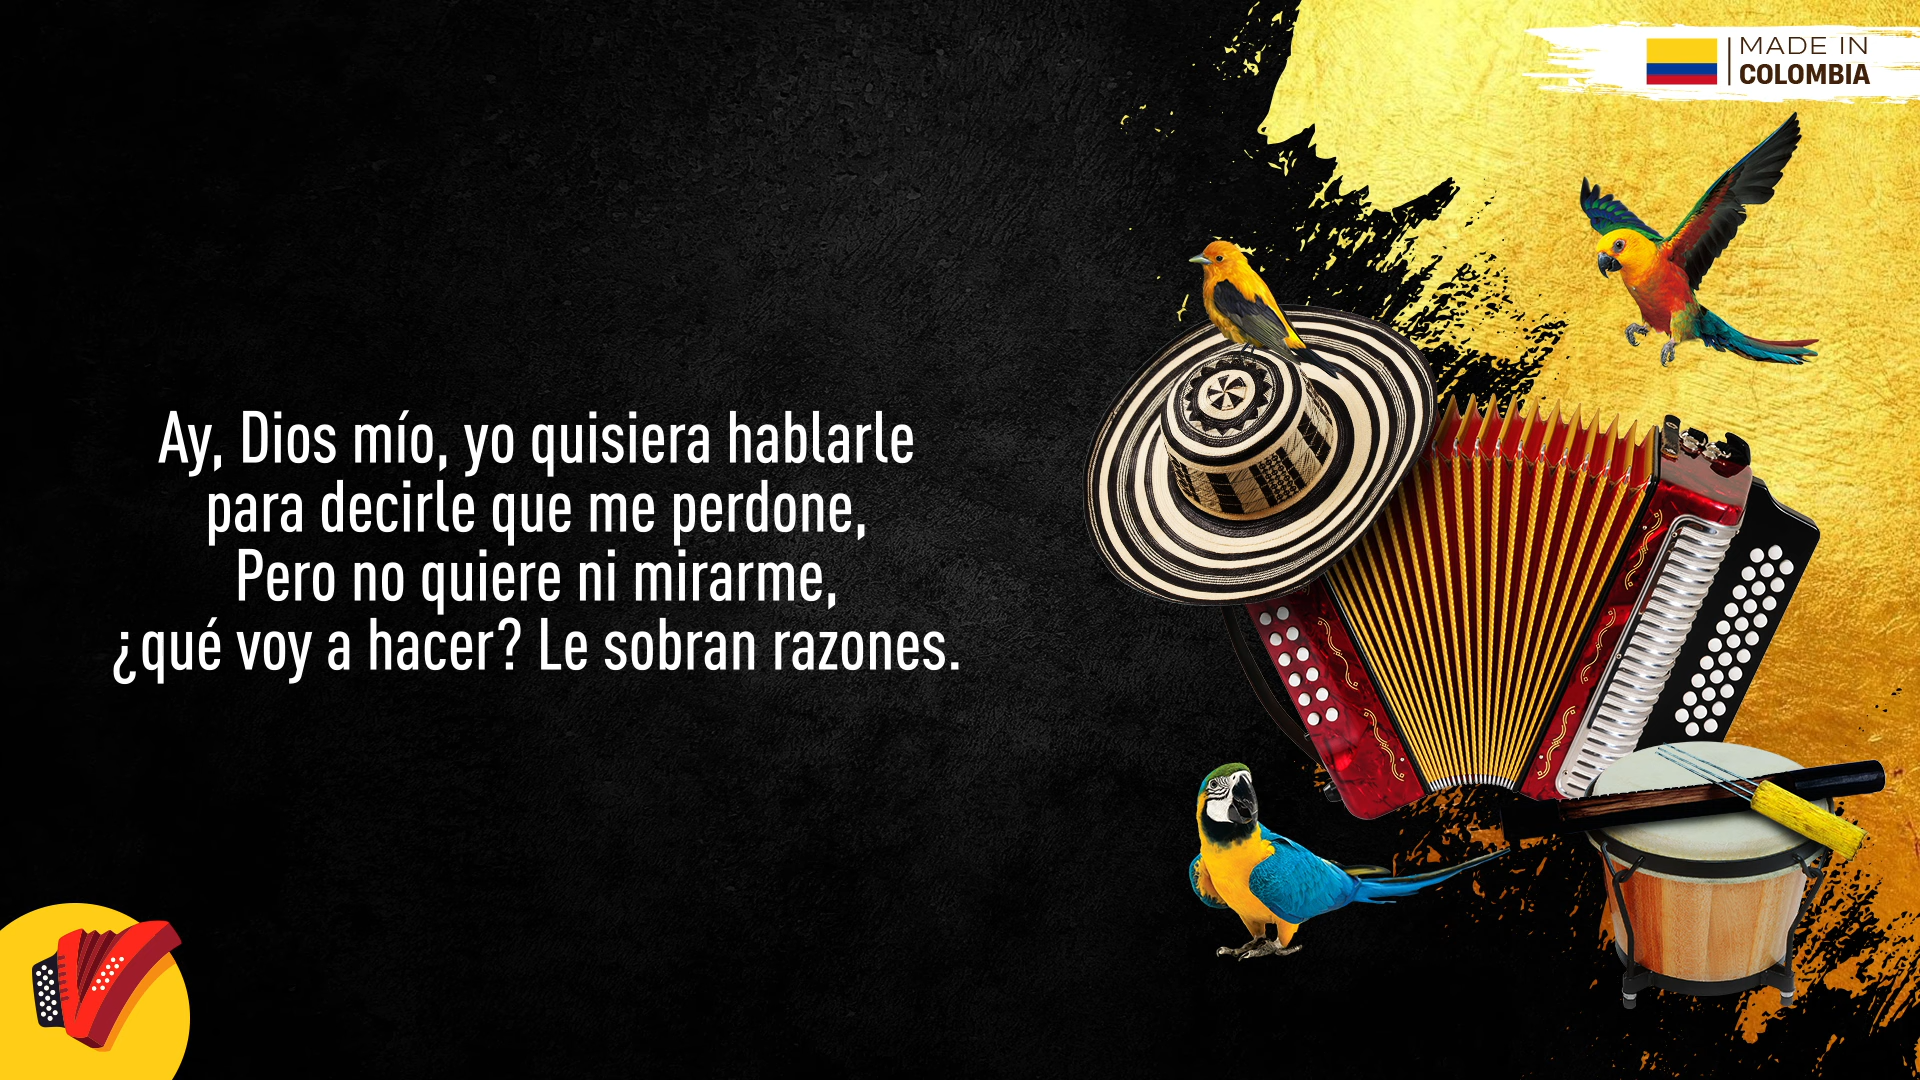 MADE IN
COLOMBIA
Ay, Dios mío, yo quisiera hablarle
para decirle que me perdone,
Pero no quiere ni mirarme,
¿qué voy a hacer? Le sobran razones.